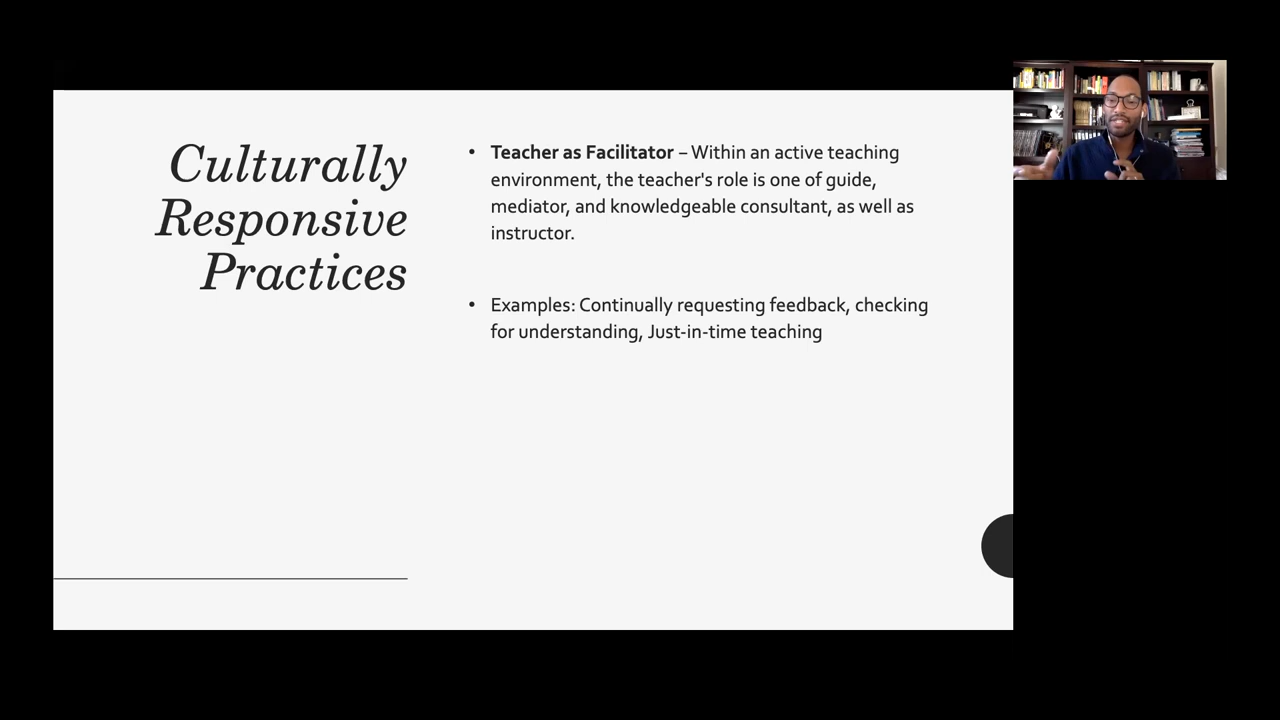 Culturally
Responsive
Practices
• Teacher as Facilitator – Within an active teaching
environment, the teacher's role is one of guide,
mediator, and knowledgeable consultant, as well as
instructor.
• Examples: Continually requesting feedback, checking
for understanding, Just-in-time teaching